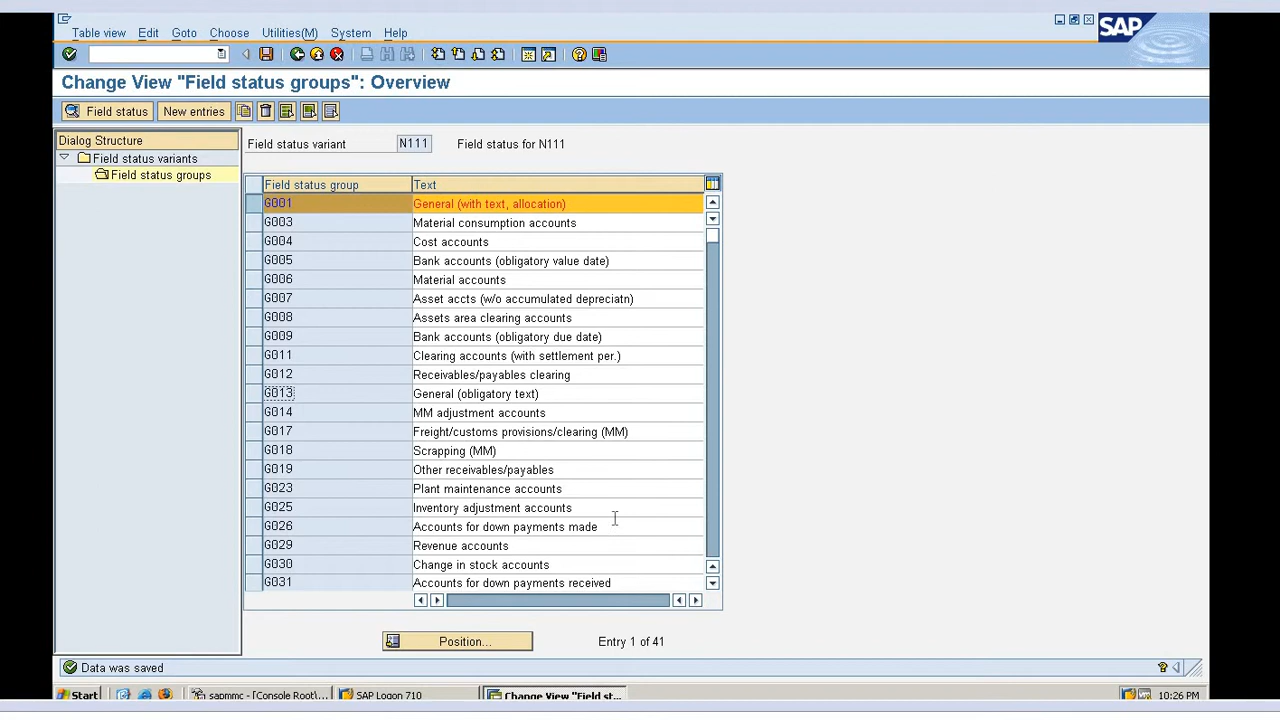 SAP
Table view Edit Goto Choose Utilities(M) System Help
Change View "Field status groups": Overview
Field status New entries
Dialog Structure
Field status variants
Field status groups
Field status variant N111 Field status for N111
Field status group Text
G001 General (with text, allocation)
G003 Material consumption accounts
G004 Cost accounts
G005 Bank accounts (obligatory value date)
G006 Material accounts
G007 Asset accts (w/o accumulated depreciatn)
G008 Assets area clearing accounts
G009 Bank accounts (obligatory due date)
G011 Clearing accounts (with settlement per.)
G012 Receivables/payables clearing
G013 General (obligatory text)
G014 MM adjustment accounts
G017 Freight/customs provisions/clearing (MM)
G018 Scrapping (MM)
G019 Other receivables/payables
G023 Plant maintenance accounts
G025 Inventory adjustment accounts
G026 Accounts for down payments made
G029 Revenue accounts
G030 Change in stock accounts
G031 Accounts for down payments received
Position... Entry 1 of 41
Data was saved
Start sapmmc - [Console Root\... SAP Logon 710 Change View "Field st... 10:26 PM